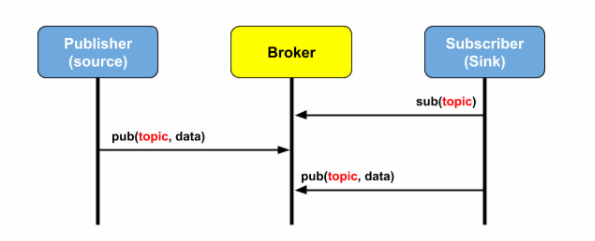 Publisher
(source)
Broker
Subscriber
(Sink)
sub(topic)
pub(topic, data)
pub(topic, data)